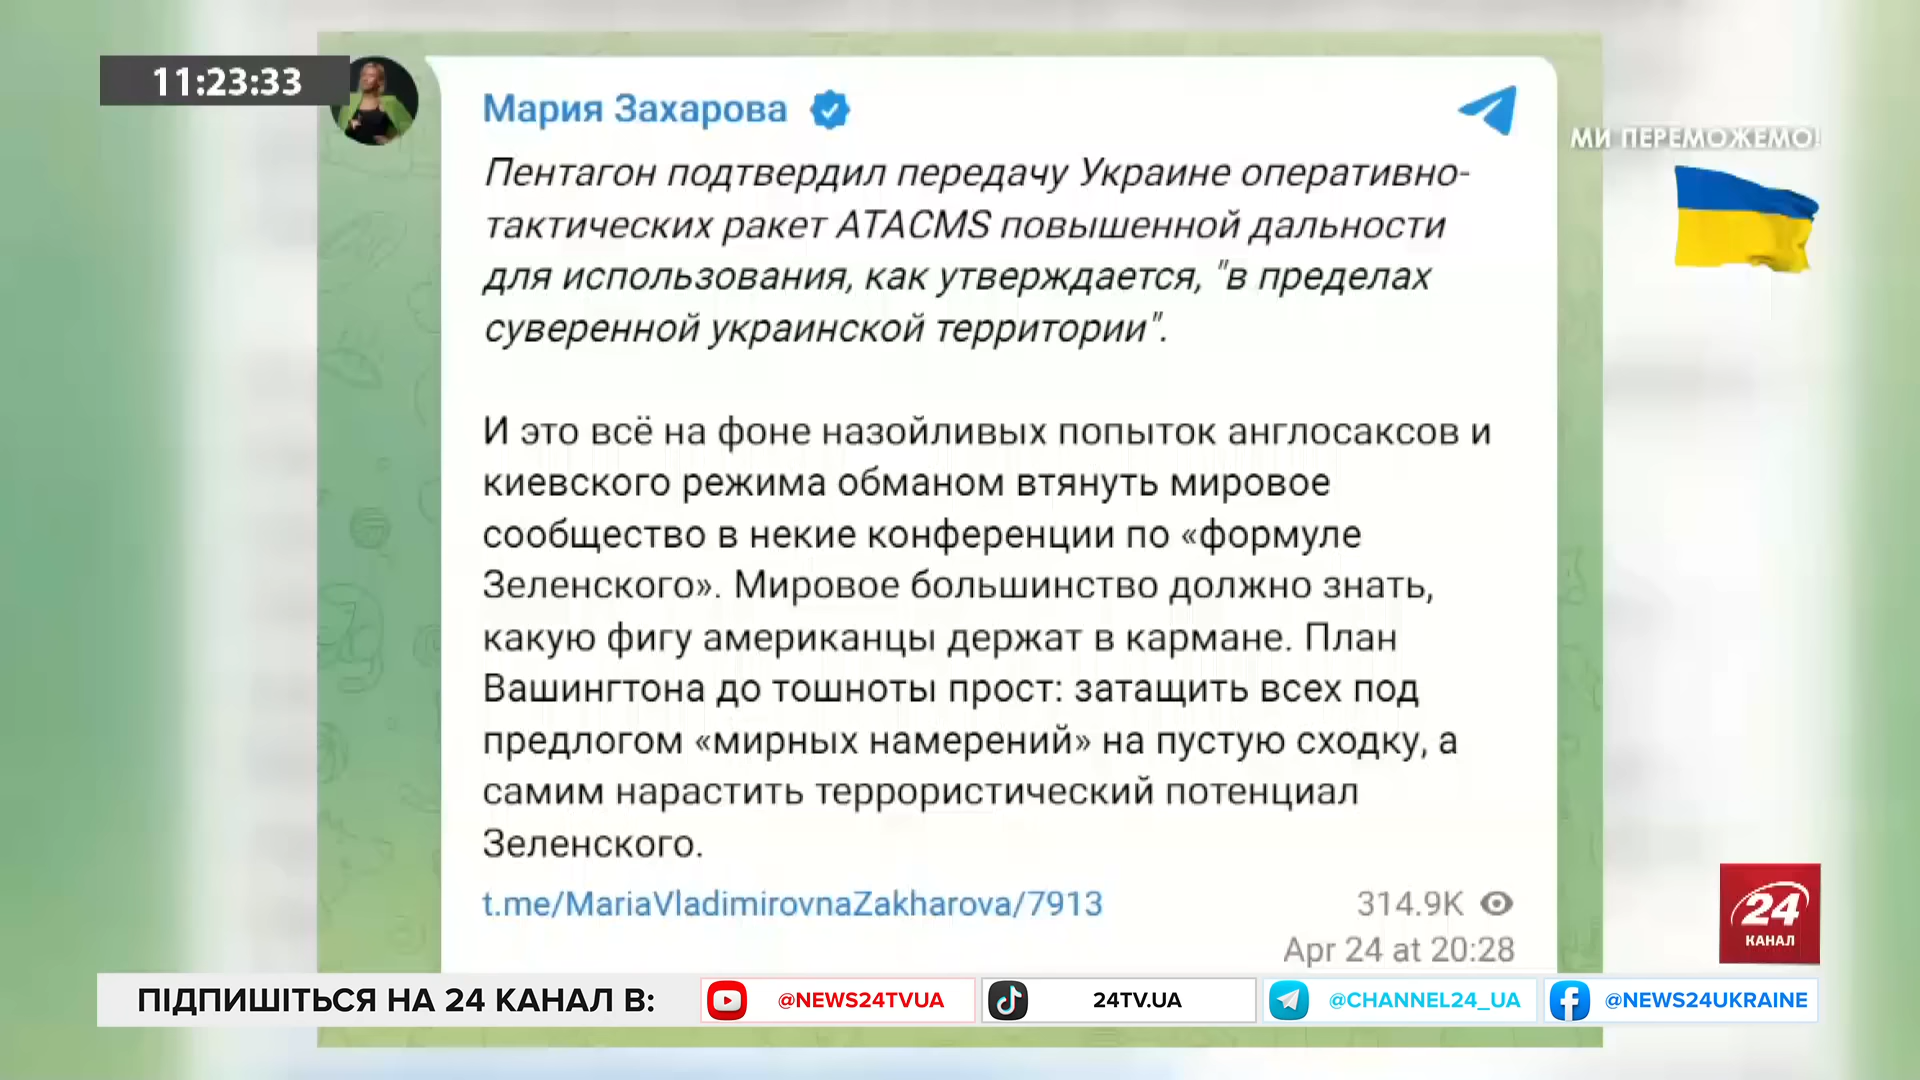 11:23:33
Мария Захарова
МИ ПЕРЕМОЖЕМО!
Пентагон подтвердил передачу Украине оперативно-
тактических ракет ATACMS повышенной дальности
для использования, как утверждается, "в пределах
суверенной украинской территории".
И это всё на фоне назойливых попыток англосаксов и
киевского режима обманом втянуть мировое
сообщество в некие конференции по «формуле
Зеленского». Мировое большинство должно знать,
какую фигу американцы держат в кармане. План
Вашингтона до тошноты прост: затащить всех под
предлогом «мирных намерений» на пустую сходку, а
самим нарастить террористический потенциал
Зеленского.
t.me/MariaVladimirovnaZakharova/7913
314.9K
Apr 24 at 20:28
24
КАНАЛ
ПІДПИШІТЬСЯ НА 24 КАНАЛ В:
@NEWS24TVUA
24TV.UA
@CHANNEL24_UA
@NEWS24UKRAINE